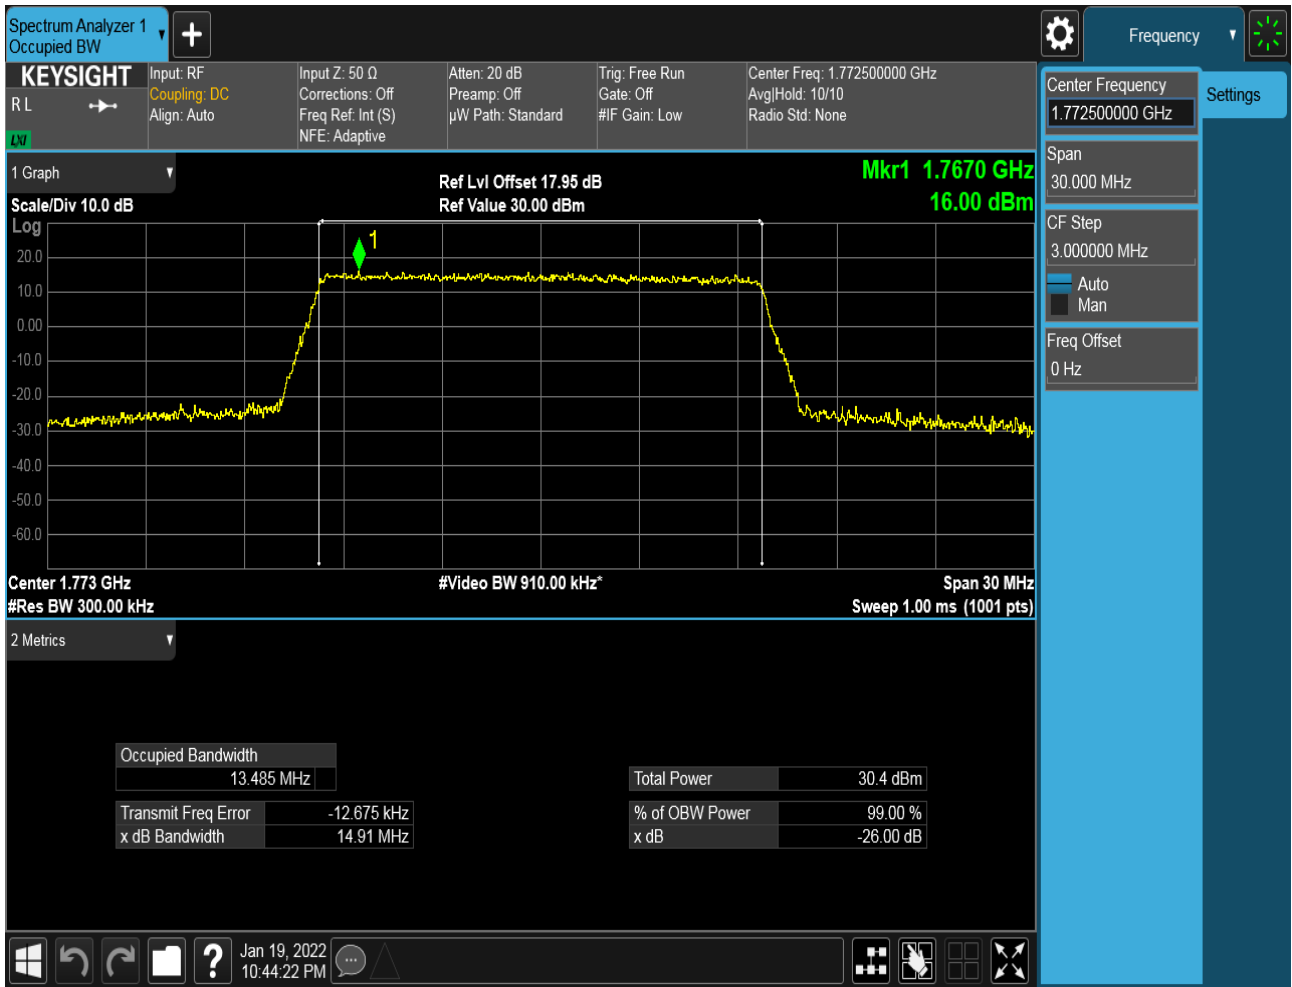 Spectrum Analyzer 1
Occupied BW
Frequency
KEYSIGHT
R L
LXI
Input: RF
Coupling: DC
Align: Auto
Input Z: 50 Ω
Corrections: Off
Freq Ref: Int (S)
NFE: Adaptive
Atten: 20 dB
Preamp: Off
µW Path: Standard
Trig: Free Run
Gate: Off
#IF Gain: Low
Center Freq: 1.772500000 GHz
Avg|Hold: 10/10
Radio Std: None
Center Frequency
1.772500000 GHz
Settings
Span
30.000 MHz
CF Step
3.000000 MHz
Auto
Man
Freq Offset
0 Hz
1 Graph
Scale/Div 10.0 dB
Ref Lvl Offset 17.95 dB
Ref Value 30.00 dBm
Mkr1 1.7670 GHz
16.00 dBm
Log
1
20.0
10.0
0.00
-10.0
-20.0
-30.0
-40.0
-50.0
-60.0
Center 1.773 GHz
#Video BW 910.00 kHz*
Span 30 MHz
#Res BW 300.00 kHz
Sweep 1.00 ms (1001 pts)
2 Metrics
Occupied Bandwidth
13.485 MHz
Total Power 30.4 dBm
Transmit Freq Error -12.675 kHz
% of OBW Power 99.00 %
x dB Bandwidth 14.91 MHz
x dB -26.00 dB
?
Jan 19, 2022
10:44:22 PM